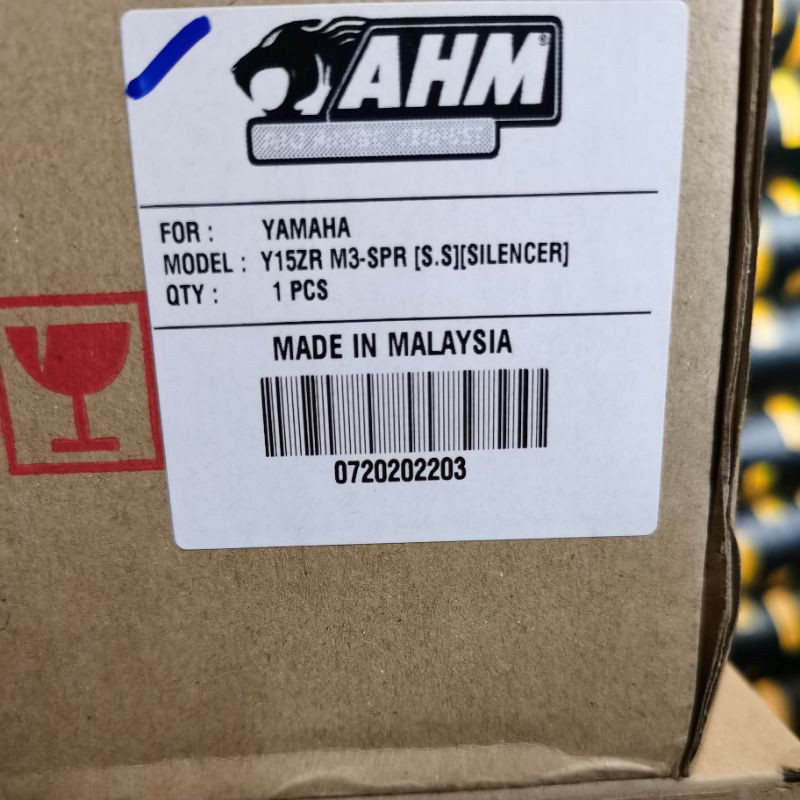 AHM
FOR : YAMAHA
MODEL : Y15ZR M3-SPR [S.S][SILENCER]
QTY : 1 PCS
MADE IN MALAYSIA
0720202203